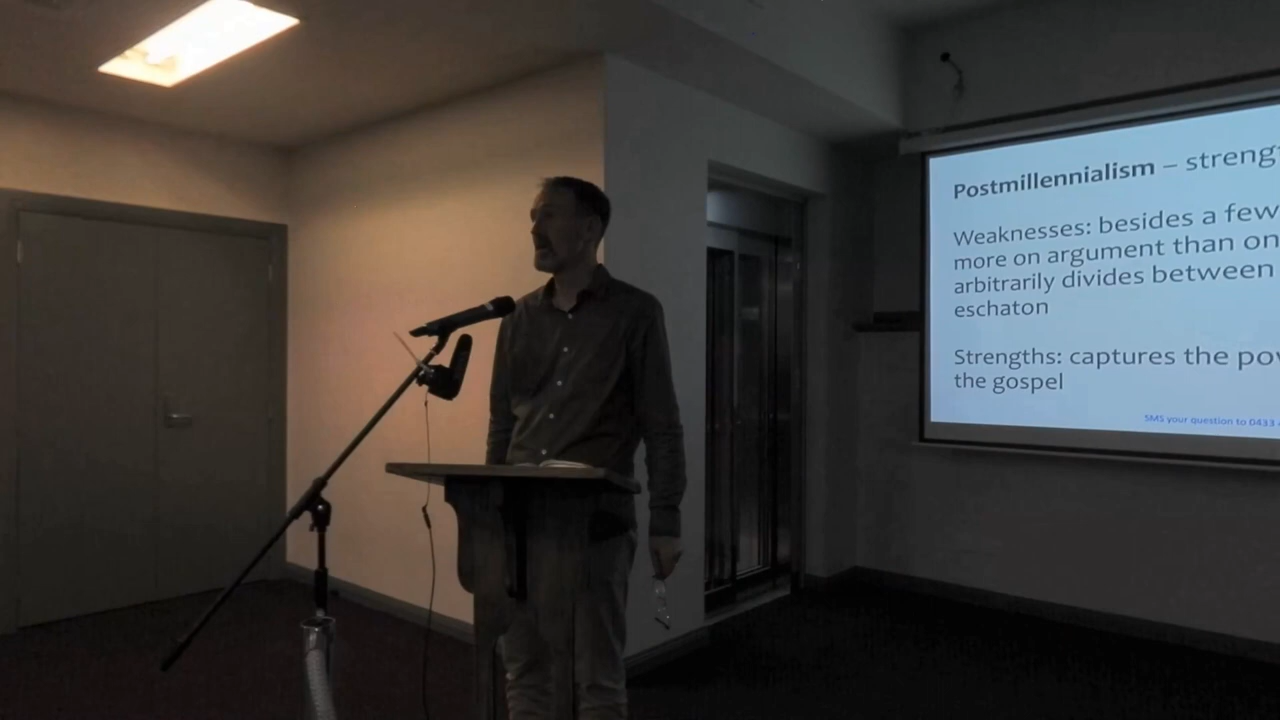 Postmillennialism – streng
Weaknesses: besides a few
more on argument than on
arbitrarily divides between
eschaton
Strengths: captures the pov
the gospel
SMS your question to 0433